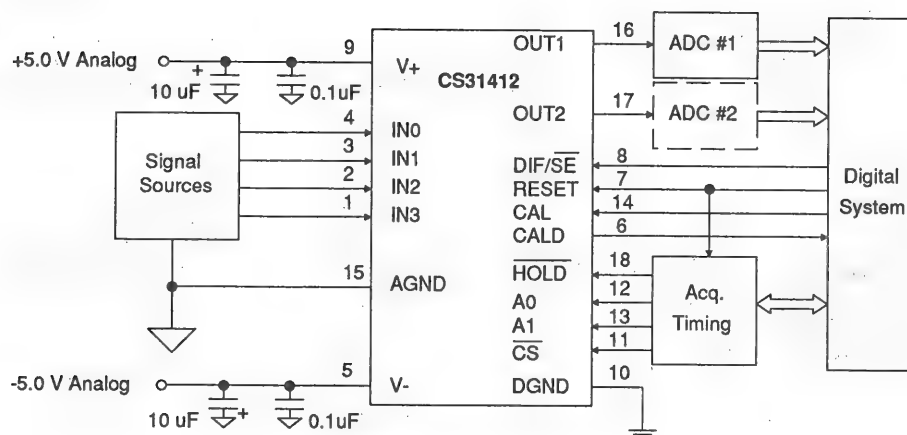 +5.0 V Analog
+
10 uF
0.1uF
9
V+
CS31412
OUT1
16
ADC #1
OUT2
17
ADC #2
Signal
Sources
4
IN0
3
IN1
2
IN2
1
IN3
15
AGND
DIF/SE
8
RESET
7
CAL
14
CALD
6
HOLD
18
A0
12
A1
13
CS
11
DGND
10
Acq.
Timing
Digital
System
-5.0 V Analog
5
V-
10 uF
+
0.1uF